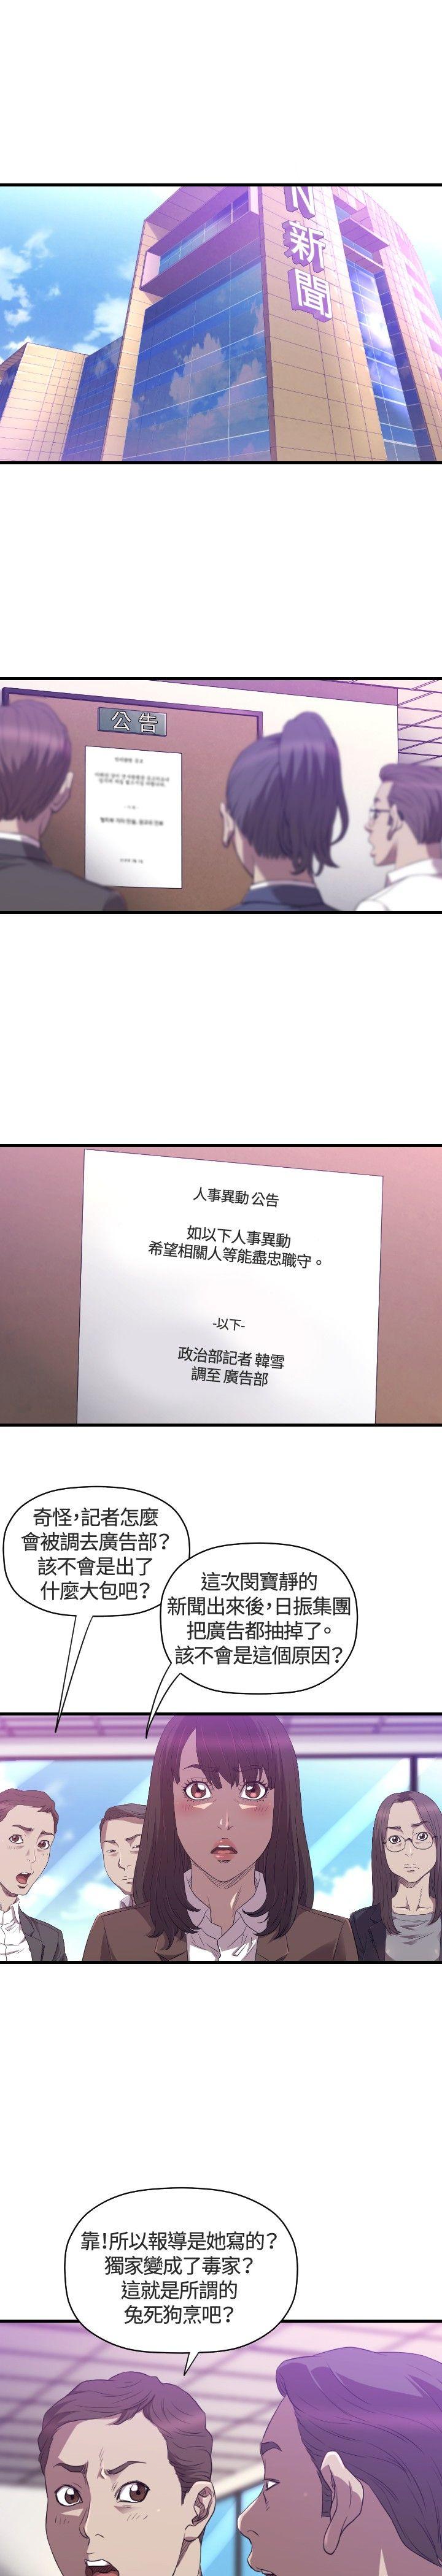 N新聞
公告
人事異動 公告
如以下人事異動
希望相關人等能盡忠職守。
-以下-
政治部記者 韓雪
調至 廣告部
奇怪，記者怎麼
會被調去廣告部？
該不會是出了
什麼大包吧？
這次閔寶靜的
新聞出來後，日振集團
把廣告都抽掉了。
該不會是這個原因？
靠！所以報導是她寫的？
獨家變成了毒家？
這就是所謂的
兔死狗烹吧？